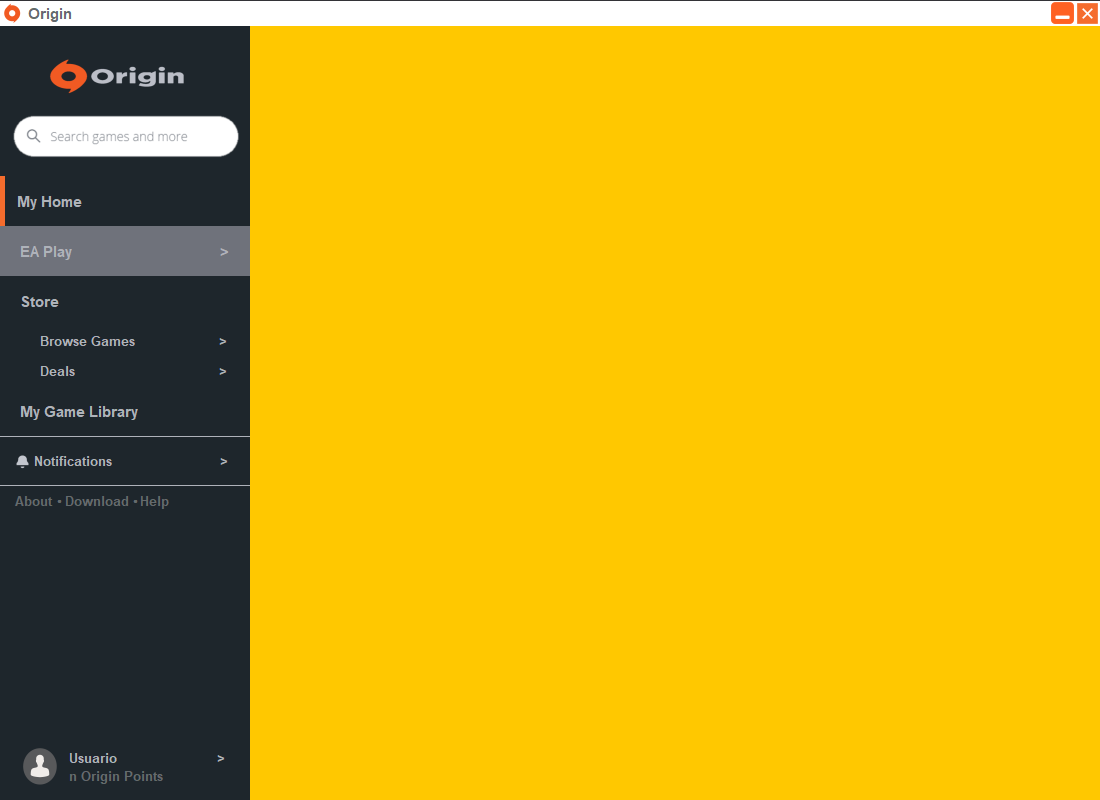 Origin
Origin
Search games and more
My Home
EA Play >
Store
Browse Games >
Deals >
My Game Library
Notifications >
About • Download • Help
Usuario >
n Origin Points